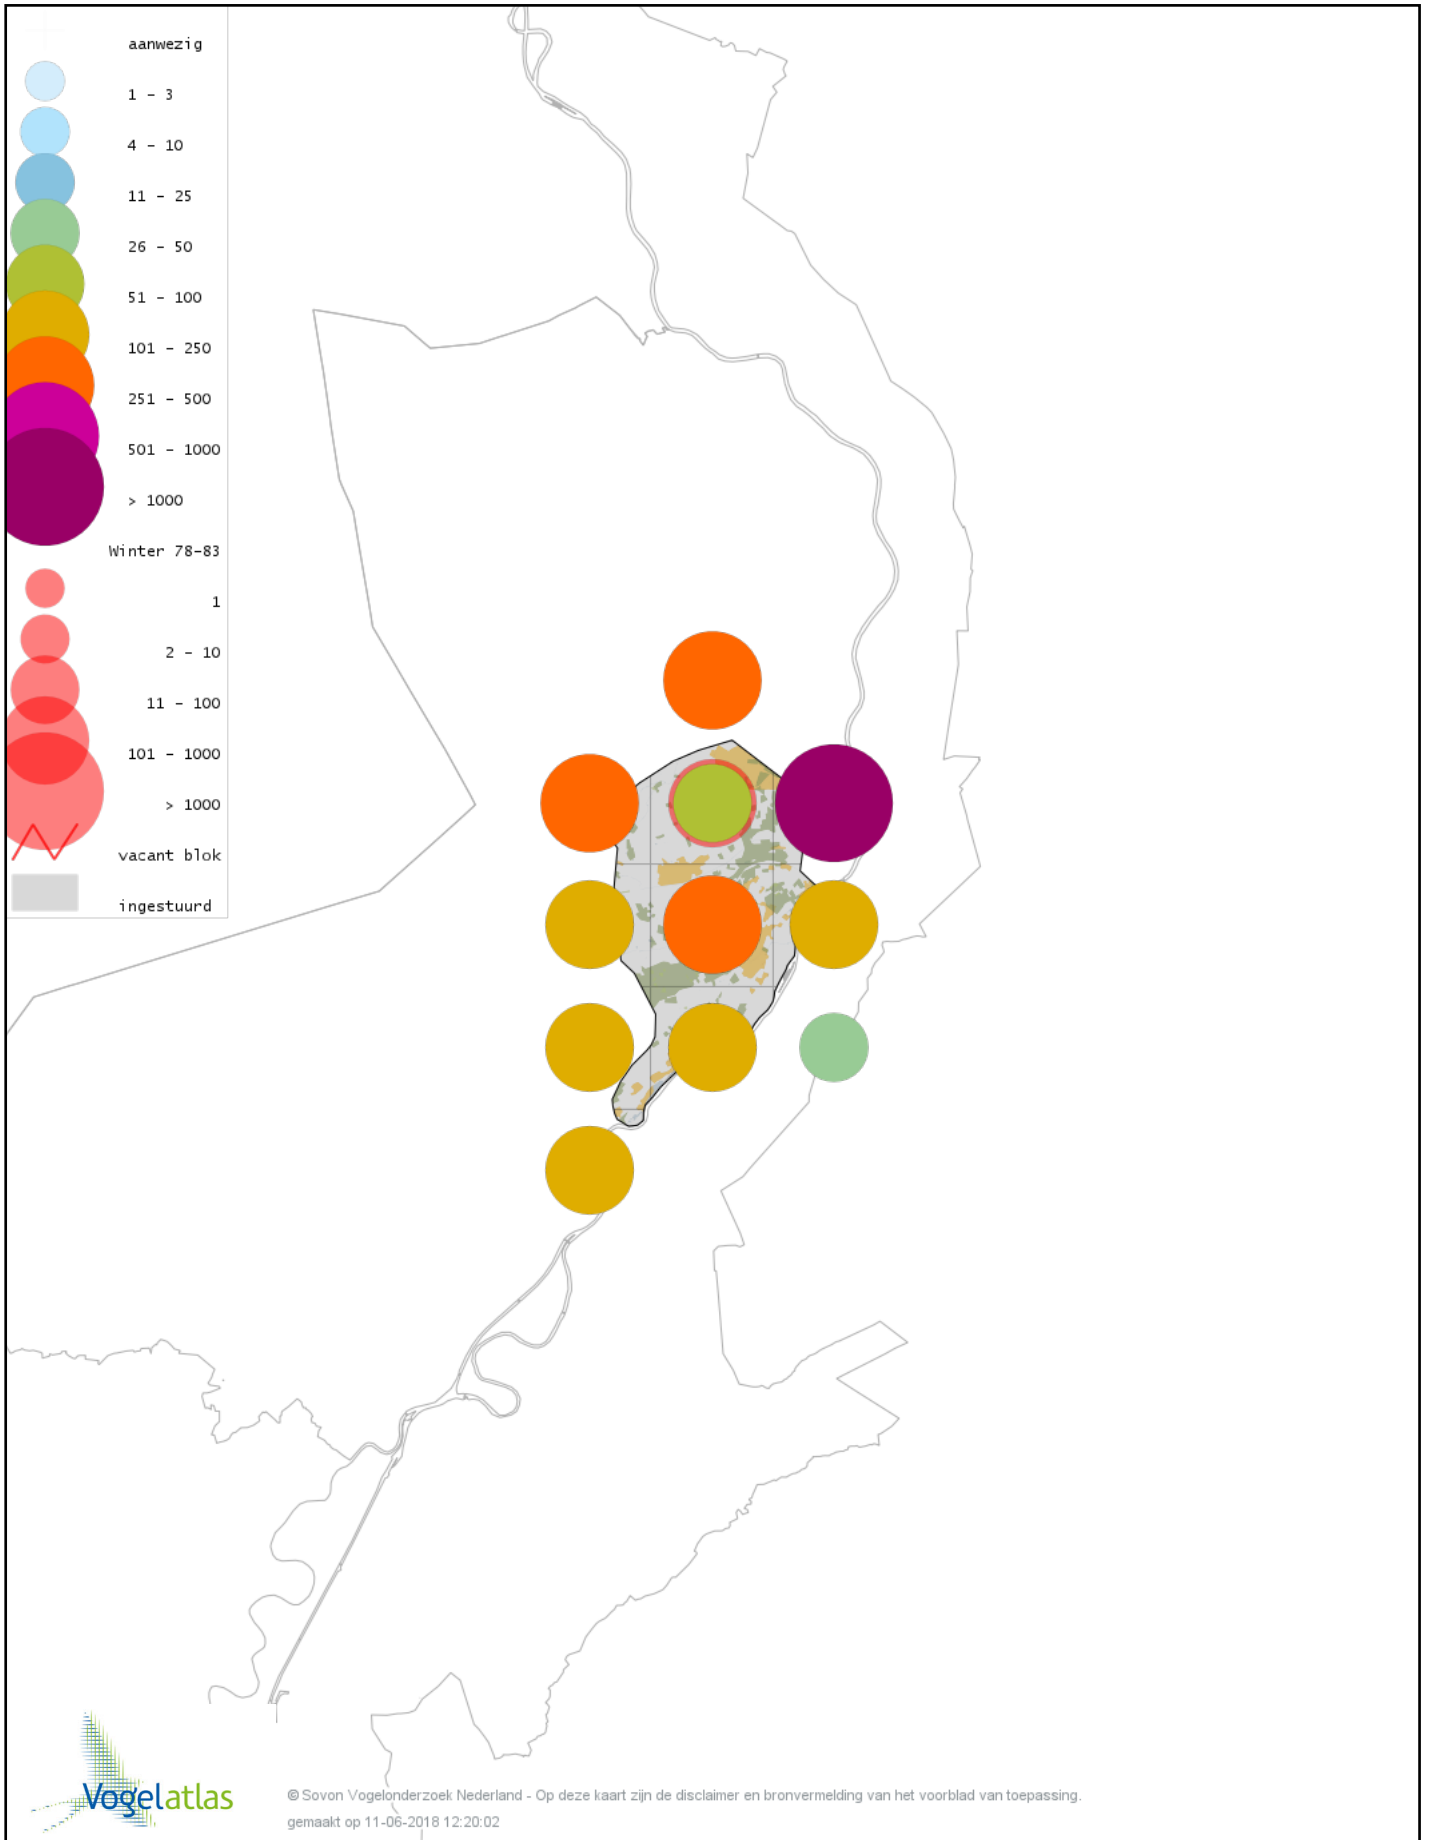 aanwezig
1 - 3
4 - 10
11 - 25
26 - 50
51 - 100
101 - 250
251 - 500
501 - 1000
> 1000
Winter 78-83
1
2 - 10
11 - 100
101 - 1000
> 1000
vacant blok
ingestuurd
Vogelatlas
© Sovon Vogelonderzoek Nederland - Op deze kaart zijn de disclaimer en bronvermelding van het voorblad van toepassing.
gemaakt op 11-06-2018 12:20:02